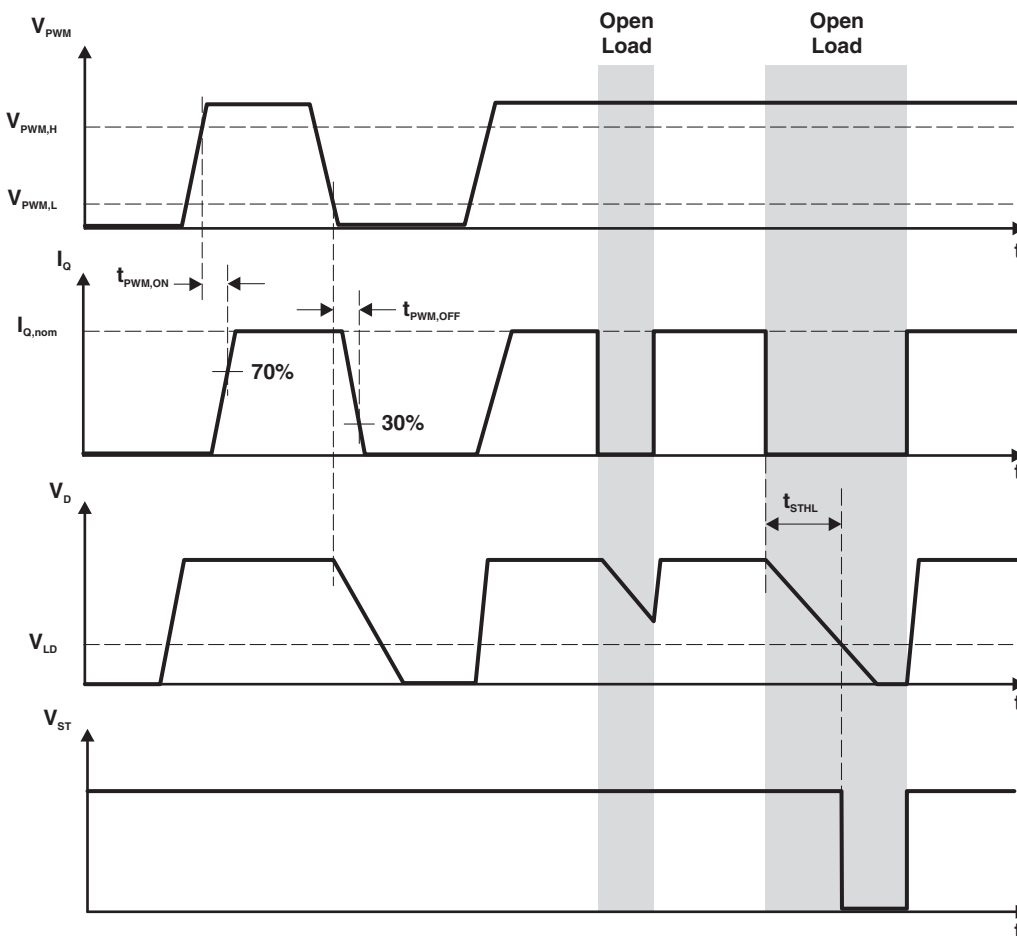 V_PWM
Open
Load
Open
Load
V_PWM,H
V_PWM,L
t
I_Q
t_PWM,ON
t_PWM,OFF
I_Q,nom
70%
30%
t
V_D
t_STHL
V_LD
t
V_ST
t